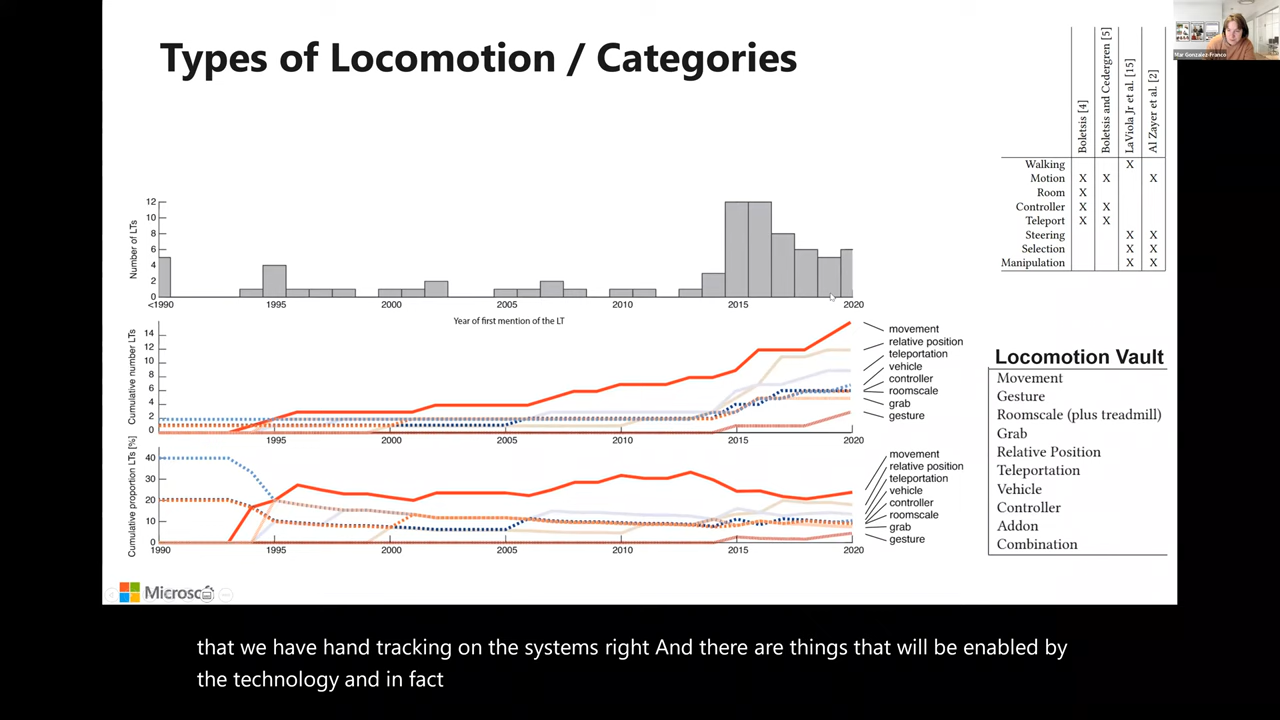 Types of Locomotion / Categories
Mar Gonzalez-Franco
Boletsis [4]
Boletsis and Cedergren [5]
LaViola Jr et al. [15]
Al Zayer et al. [2]
Walking X
Motion X X X
Room X
Controller X X
Teleport X X
Steering X X
Selection X X
Manipulation X X
Number of LTs
12
10
8
6
4
2
0
<1990 1995 2000 2005 2010 2015 2020
Year of first mention of the LT
Cumulative number LTs
14
12
10
8
6
4
2
0
1995 2000 2005 2010 2015 2020
movement
relative position
teleportation
vehicle
controller
roomscale
grab
gesture
Cumulative proportion LTs [%]
40
30
20
10
0
1990 1995 2000 2005 2010 2015 2020
movement
relative position
teleportation
vehicle
controller
roomscale
grab
gesture
Locomotion Vault
Movement
Gesture
Roomscale (plus treadmill)
Grab
Relative Position
Teleportation
Vehicle
Controller
Addon
Combination
Microsc
that we have hand tracking on the systems right And there are things that will be enabled by
the technology and in fact